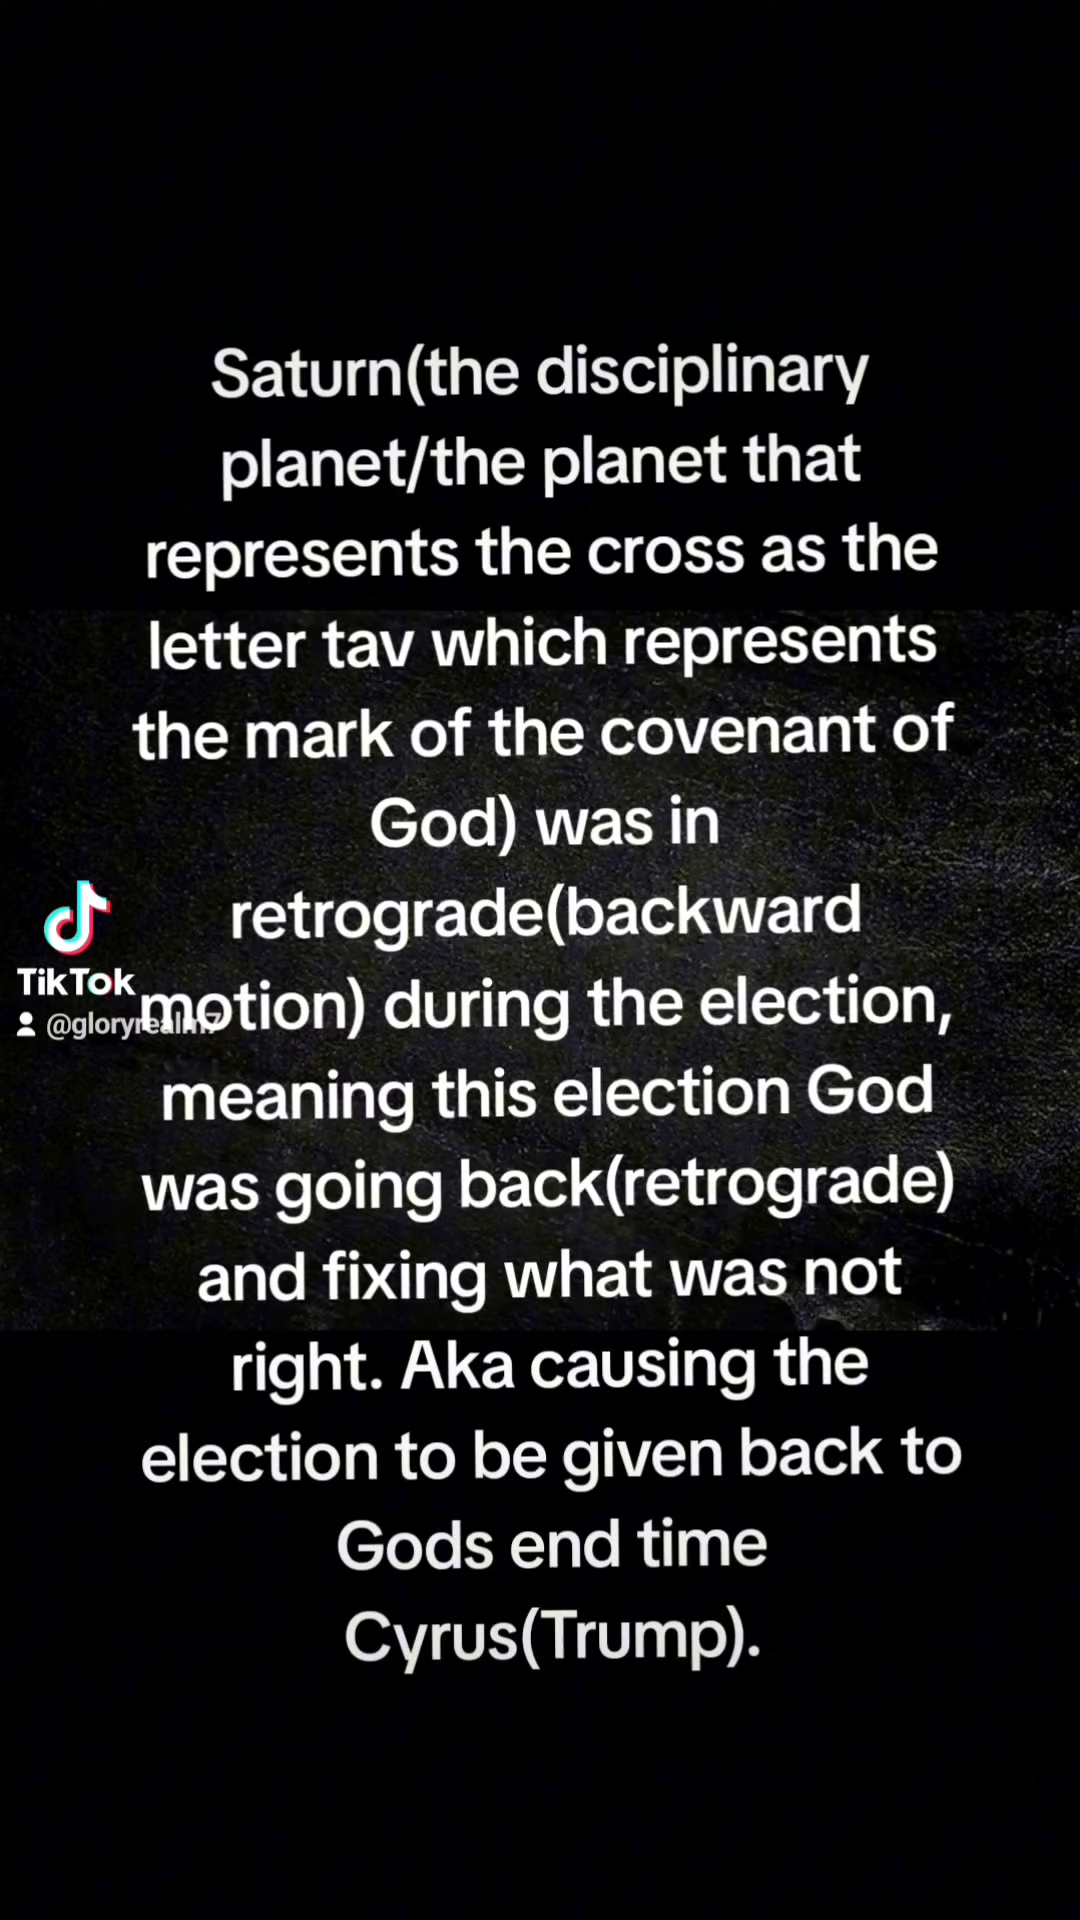 Saturn(the disciplinary
planet/the planet that
represents the cross as the
letter tav which represents
the mark of the covenant of
God) was in
retrograde(backward
motion) during the election,
meaning this election God
was going back(retrograde)
and fixing what was not
right. Aka causing the
election to be given back to
Gods end time
Cyrus(Trump).
TikTok
@gloryrealm7